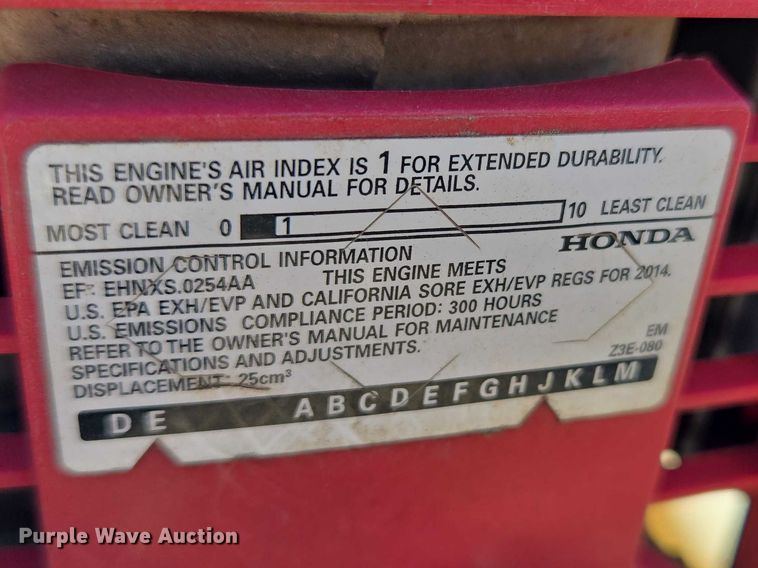 THIS ENGINE'S AIR INDEX IS 1 FOR EXTENDED DURABILITY.
READ OWNER'S MANUAL FOR DETAILS.
MOST CLEAN 0 1 10 LEAST CLEAN
HONDA
EMISSION CONTROL INFORMATION
EF: EHNXS.0254AA THIS ENGINE MEETS
U.S. EPA EXH/EVP AND CALIFORNIA SORE EXH/EVP REGS FOR 2014.
U.S. EMISSIONS COMPLIANCE PERIOD: 300 HOURS
REFER TO THE OWNER'S MANUAL FOR MAINTENANCE
SPECIFICATIONS AND ADJUSTMENTS.
DISPLACEMENT: 25cm³
EM
Z3E-080
D E A B C D E F G H J K L M
Purple Wave Auction